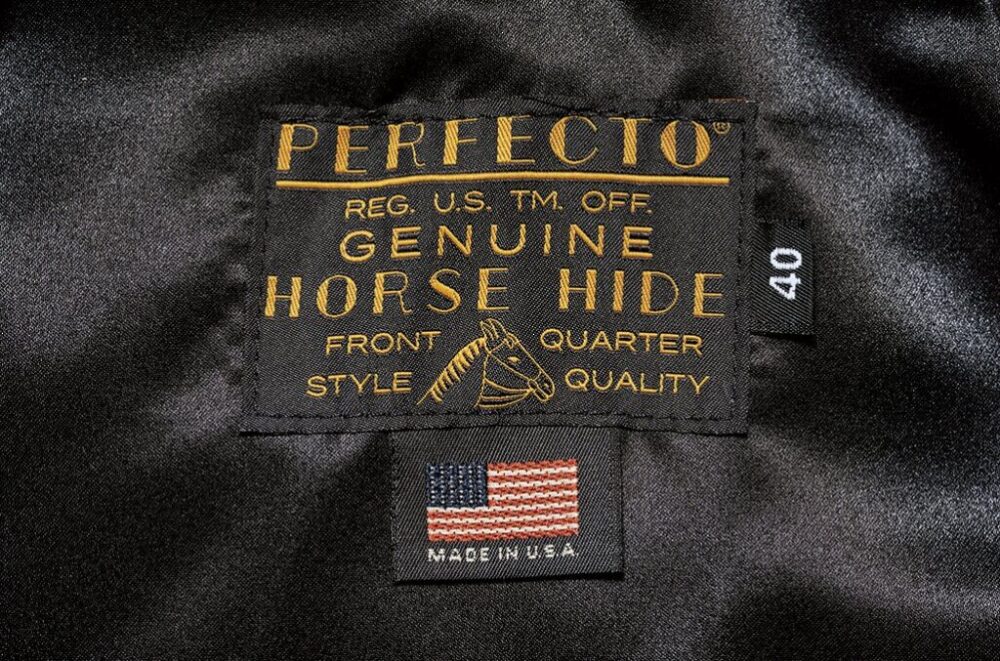 PERFECTO®
REG. U.S. TM. OFF.
GENUINE
HORSE HIDE
FRONT QUARTER
STYLE QUALITY
40
MADE IN U.S.A.